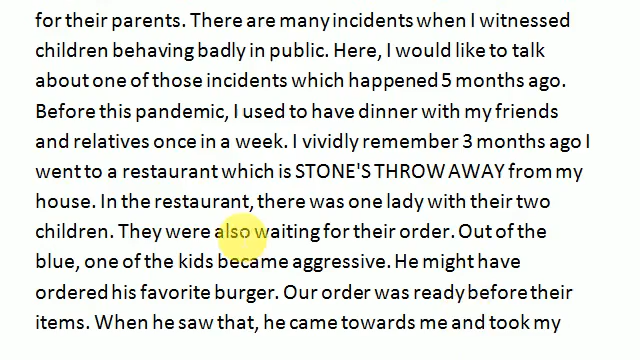 for their parents. There are many incidents when I witnessed
children behaving badly in public. Here, I would like to talk
about one of those incidents which happened 5 months ago.
Before this pandemic, I used to have dinner with my friends
and relatives once in a week. I vividly remember 3 months ago I
went to a restaurant which is STONE'S THROW AWAY from my
house. In the restaurant, there was one lady with their two
children. They were also waiting for their order. Out of the
blue, one of the kids became aggressive. He might have
ordered his favorite burger. Our order was ready before their
items. When he saw that, he came towards me and took my